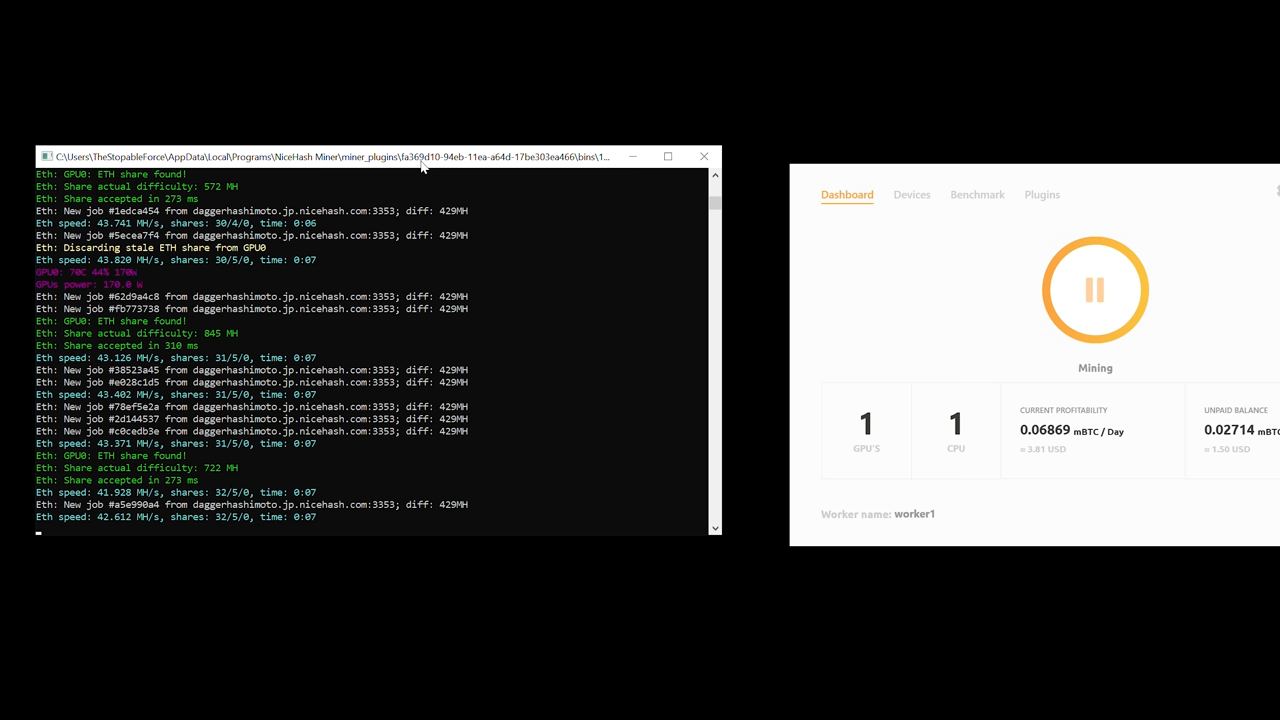 C:\Users\TheStopableForce\AppData\Local\Programs\NiceHash Miner\miner_plugins\fa369d10-94eb-11ea-a64d-17be303ea466\bins\1...
Eth: GPU0: ETH share found!
Eth: Share actual difficulty: 572 MH
Eth: Share accepted in 273 ms
Eth: New job #1edca454 from daggerhashimoto.jp.nicehash.com:3353; diff: 429MH
Eth speed: 43.741 MH/s, shares: 30/4/0, time: 0:06
Eth: New job #5ecea7f4 from daggerhashimoto.jp.nicehash.com:3353; diff: 429MH
Eth: Discarding stale ETH share from GPU0
Eth speed: 43.820 MH/s, shares: 30/5/0, time: 0:07
GPU0: 70C 44% 170W
GPUs power: 170.0 W
Eth: New job #62d9a4c8 from daggerhashimoto.jp.nicehash.com:3353; diff: 429MH
Eth: New job #fb773738 from daggerhashimoto.jp.nicehash.com:3353; diff: 429MH
Eth: GPU0: ETH share found!
Eth: Share actual difficulty: 845 MH
Eth: Share accepted in 310 ms
Eth speed: 43.126 MH/s, shares: 31/5/0, time: 0:07
Eth: New job #38523a45 from daggerhashimoto.jp.nicehash.com:3353; diff: 429MH
Eth: New job #e028c1d5 from daggerhashimoto.jp.nicehash.com:3353; diff: 429MH
Eth speed: 43.402 MH/s, shares: 31/5/0, time: 0:07
Eth: New job #78ef5e2a from daggerhashimoto.jp.nicehash.com:3353; diff: 429MH
Eth: New job #2d144537 from daggerhashimoto.jp.nicehash.com:3353; diff: 429MH
Eth: New job #c0cedb3e from daggerhashimoto.jp.nicehash.com:3353; diff: 429MH
Eth speed: 43.371 MH/s, shares: 31/5/0, time: 0:07
Eth: GPU0: ETH share found!
Eth: Share actual difficulty: 722 MH
Eth: Share accepted in 273 ms
Eth speed: 41.928 MH/s, shares: 32/5/0, time: 0:07
Eth: New job #a5e990a4 from daggerhashimoto.jp.nicehash.com:3353; diff: 429MH
Eth speed: 42.612 MH/s, shares: 32/5/0, time: 0:07
Dashboard Devices Benchmark Plugins
Mining
1
GPU'S
1
CPU
CURRENT PROFITABILITY
0.06869 mBTC / Day
= 3.81 USD
UNPAID BALANCE
0.02714 mBTC
= 1.50 USD
Worker name: worker1